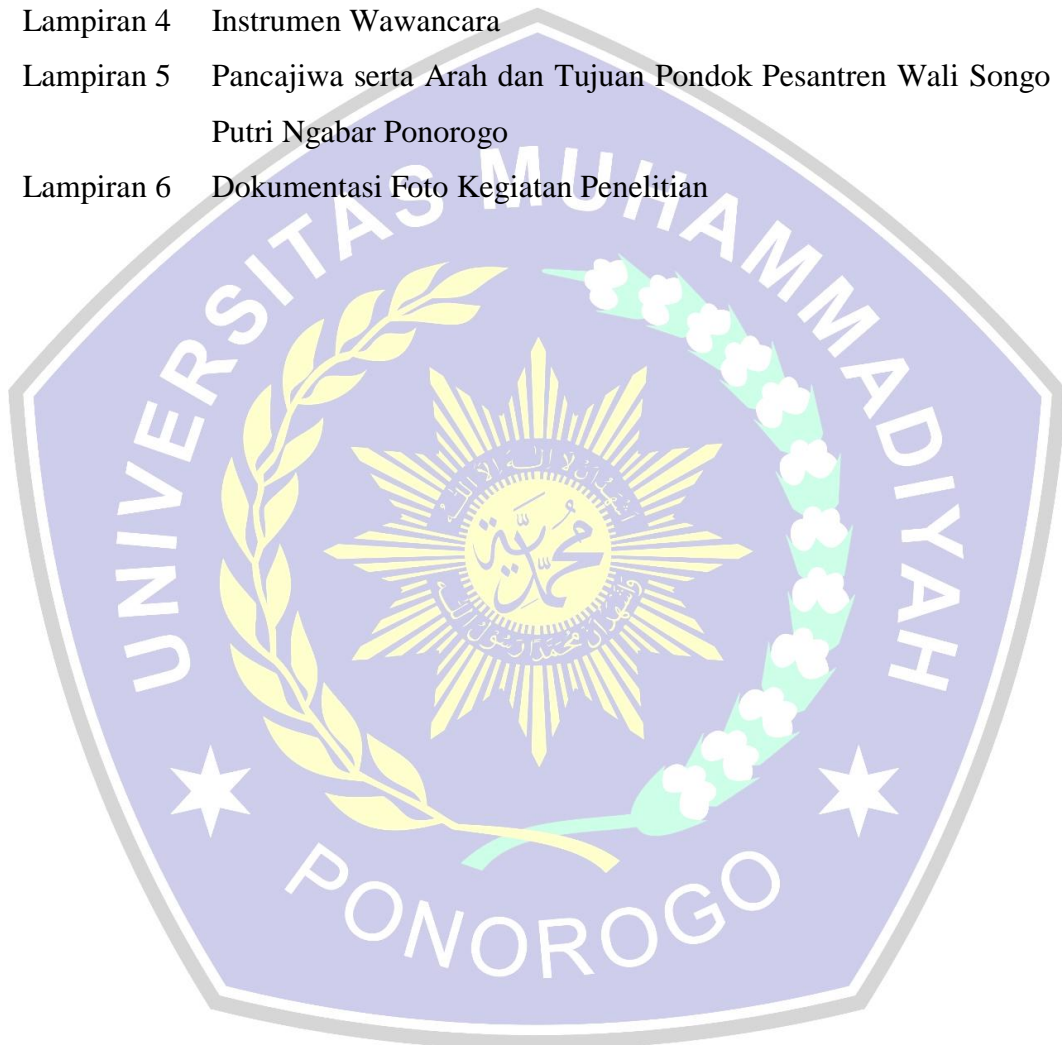 Lampiran 4 Instrumen Wawancara
Lampiran 5 Pancajiwa serta Arah dan Tujuan Pondok Pesantren Wali Songo
Putri Ngabar Ponorogo
Lampiran 6 Dokumentasi Foto Kegiatan Penelitian
UNIVERSITAS MUHAMMADIYAH
محمدية
PONOROGO